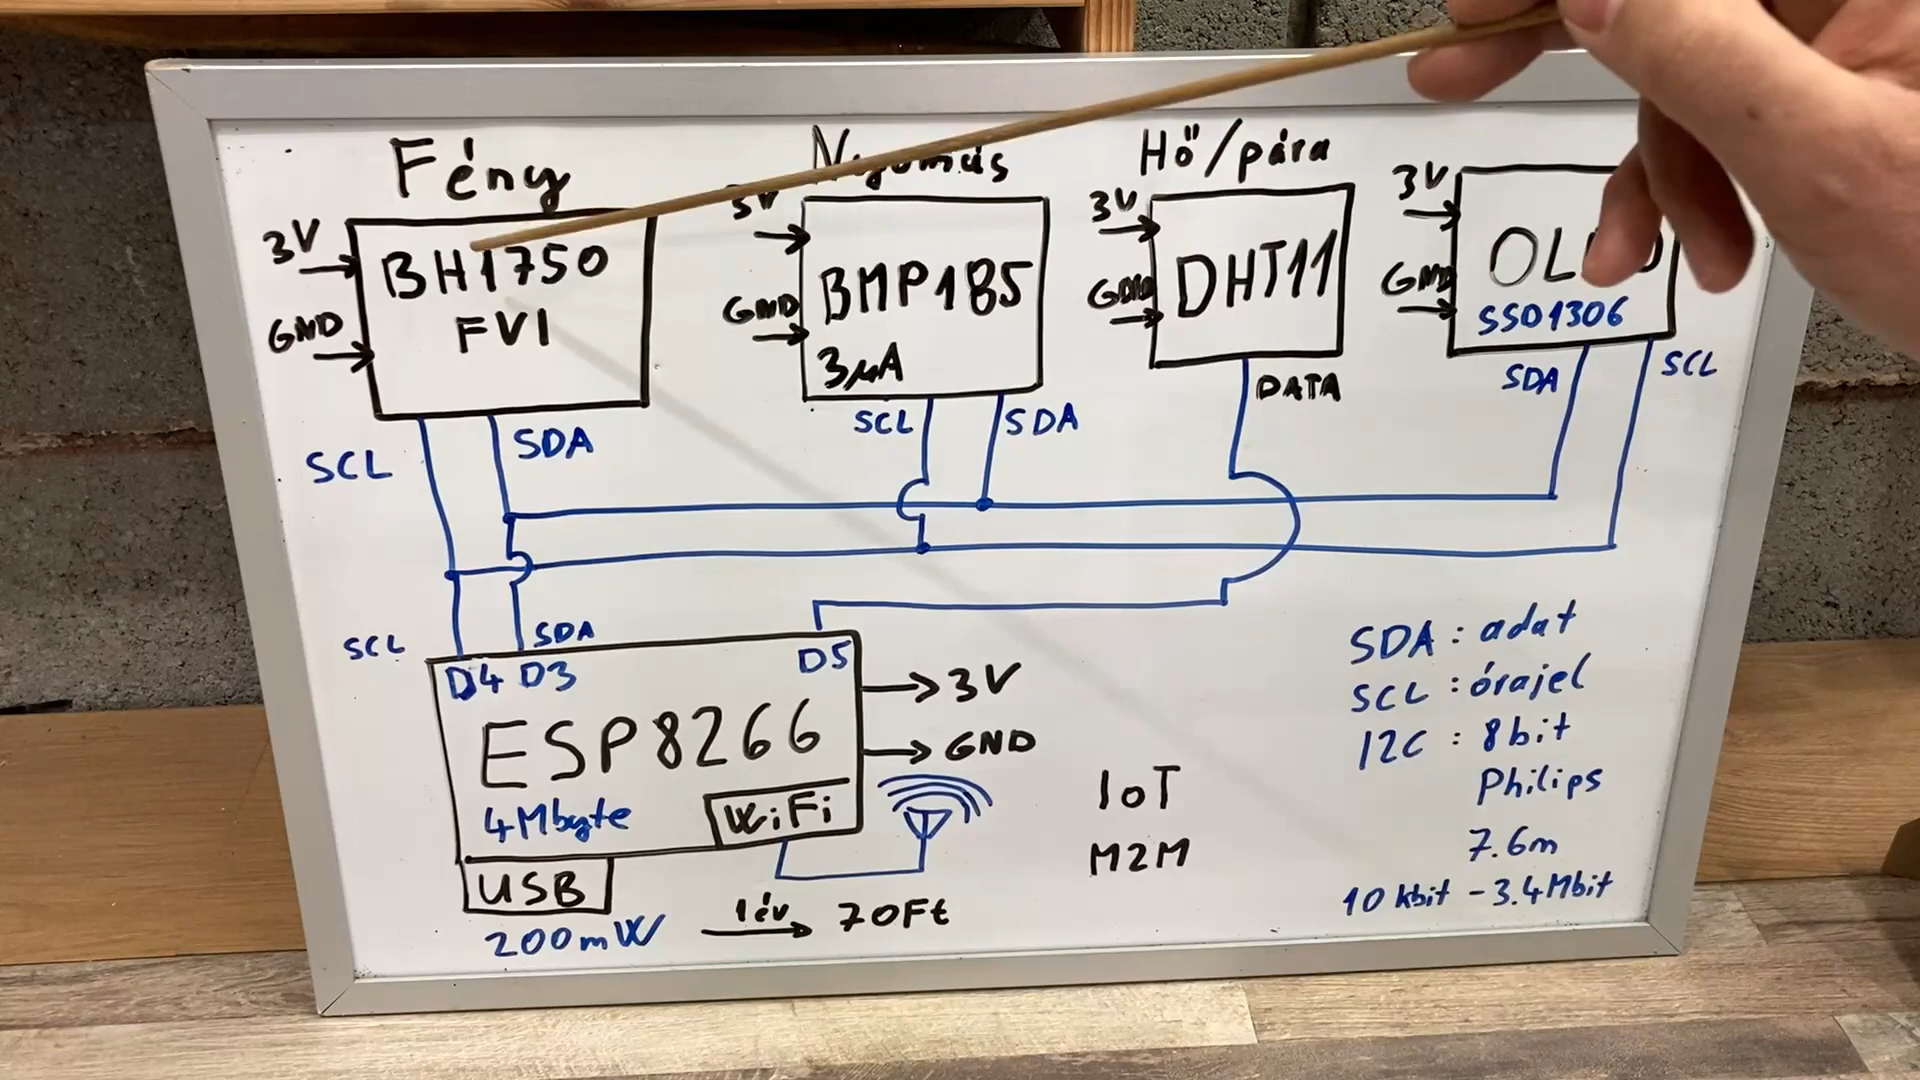 Fény
3V
GND
BH1750
FVI
SCL
SDA
GND
BMP185
3µA
SCL
SDA
Hő/pára
3V
GND
DHT11
DATA
3V
GND
SSD1306
SDA
SCL
SCL
SDA
D4 D3
D5
ESP8266
4Mbyte
WiFi
USB
200mW
3V
GND
1 év
70Ft
IoT
M2M
SDA : adat
SCL : órajel
I2C : 8bit
Philips
7.6m
10 kbit - 3.4Mbit